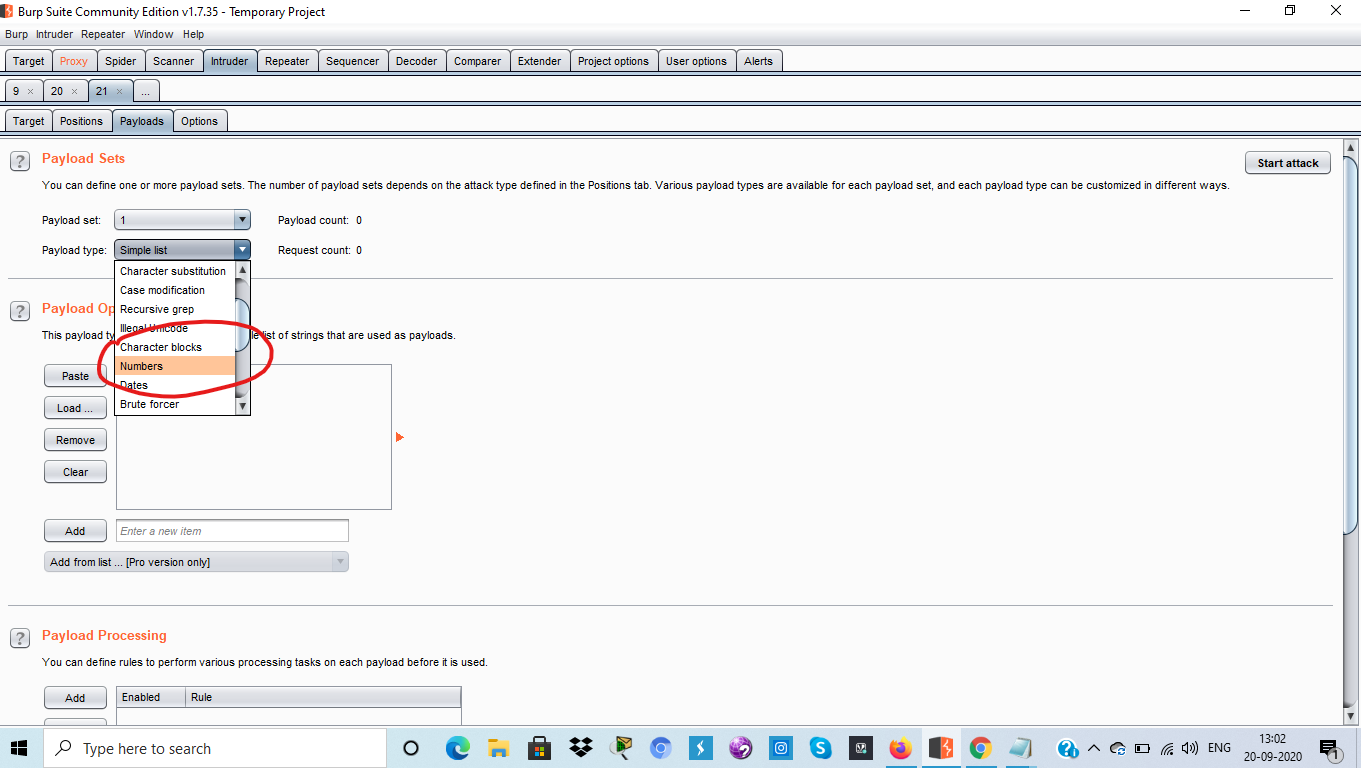 Burp Suite Community Edition v1.7.35 - Temporary Project
Burp Intruder Repeater Window Help
Target Proxy Spider Scanner Intruder Repeater Sequencer Decoder Comparer Extender Project options User options Alerts
9 × 20 × 21 × ...
Target Positions Payloads Options
? Payload Sets
Start attack
You can define one or more payload sets. The number of payload sets depends on the attack type defined in the Positions tab. Various payload types are available for each payload set, and each payload type can be customized in different ways.
Payload set: 1 Payload count: 0
Payload type: Simple list Request count: 0
Character substitution
Case modification
Recursive grep
Illegal Unicode
Character blocks
Numbers
Dates
Brute forcer
? Payload Op
This payload ty le list of strings that are used as payloads.
Paste
Load ...
Remove
Clear
Add Enter a new item
Add from list ... [Pro version only]
? Payload Processing
You can define rules to perform various processing tasks on each payload before it is used.
Add Enabled Rule
Type here to search
ENG
13:02
20-09-2020
1